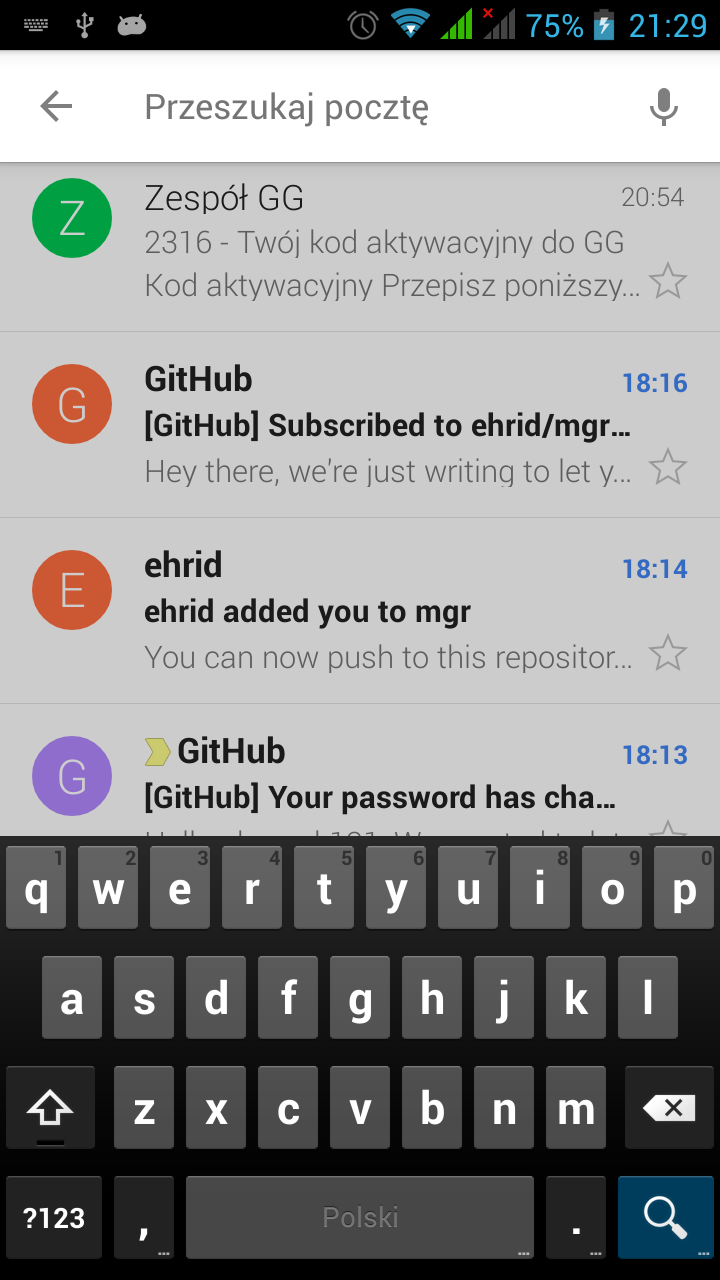 75% 21:29
Przeszukaj pocztę
Z Zespół GG 20:54
2316 - Twój kod aktywacyjny do GG
Kod aktywacyjny Przepisz poniższy...
G GitHub 18:16
[GitHub] Subscribed to ehrid/mgr...
Hey there, we're just writing to let y...
E ehrid 18:14
ehrid added you to mgr
You can now push to this repositor...
G GitHub 18:13
[GitHub] Your password has cha...
1 2 3 4 5 6 7 8 9 0
q w e r t y u i o p
a s d f g h j k l
z x c v b n m
?123 , Polski .